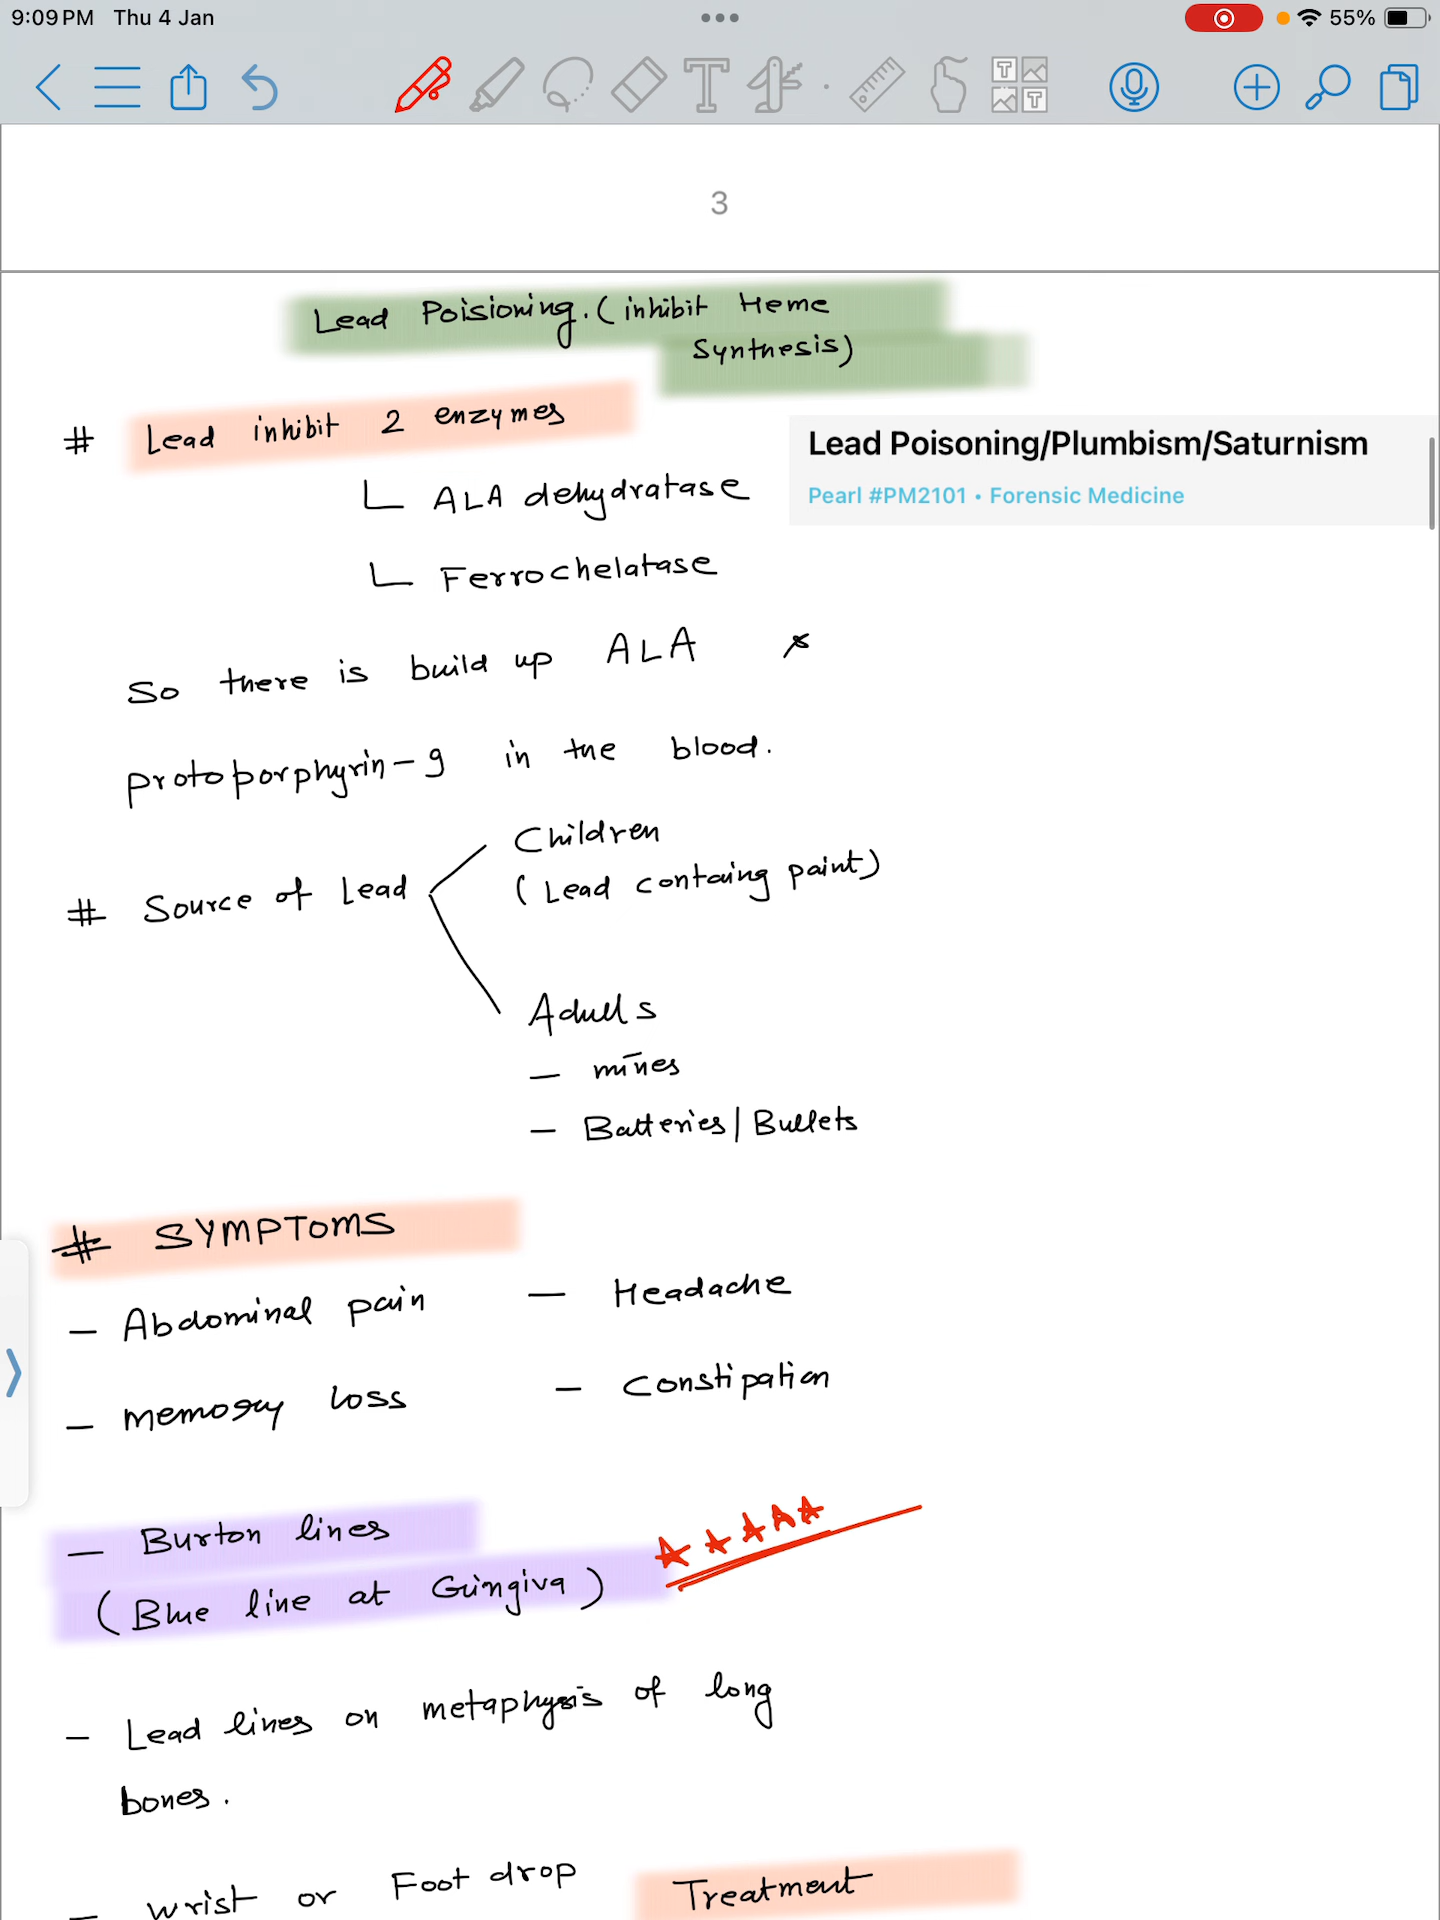 9:09 PM Thu 4 Jan
55%
3
Lead Poisioning. (inhibit Heme
Synthesis)
# Lead inhibit 2 enzymes
Lead Poisoning/Plumbism/Saturnism
Pearl #PM2101 • Forensic Medicine
ALA dehydratase
Ferrochelatase
So there is build up ALA &
protoporphyrin-9 in the blood.
# Source of Lead
Children
(Lead containg paint)
Adults
- mines
- Batteries/Bullets
# SYMPTOMS
- Abdominal pain - Headache
- memory loss - Constipation
- Burton lines
(Blue line at Gingiva)
- Lead lines on metaphysis of long
bones.
- wrist or Foot drop
Treatment